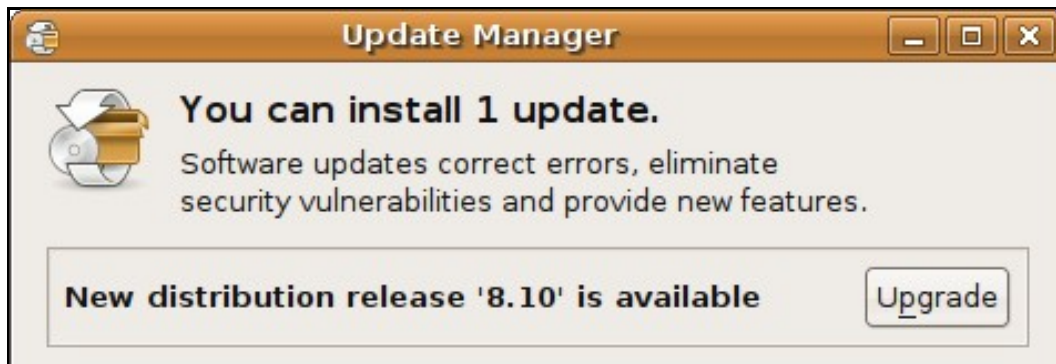 Update Manager
You can install 1 update.
Software updates correct errors, eliminate
security vulnerabilities and provide new features.
New distribution release '8.10' is available
Upgrade